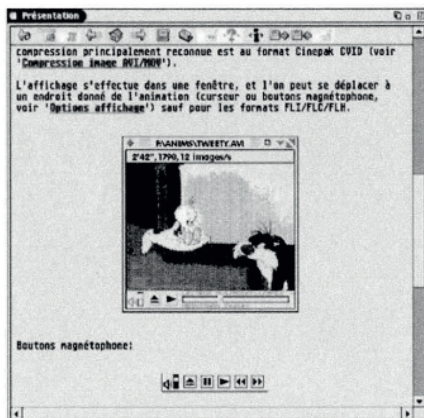 Présentation
compression principalement reconnue est au format Cinepak CVID (voir
'Compression image AVI/MOV').
L'affichage s'effectue dans une fenêtre, et l'on peut se déplacer à
un endroit donné de l'animation (curseur ou boutons magnétophone,
voir 'Options affichage') sauf pour les formats FLI/FLC/FLH.
F:\ANIMS\TWEETY.AVI
2'42", 1790, 12 images/s
Boutons magnétophone: